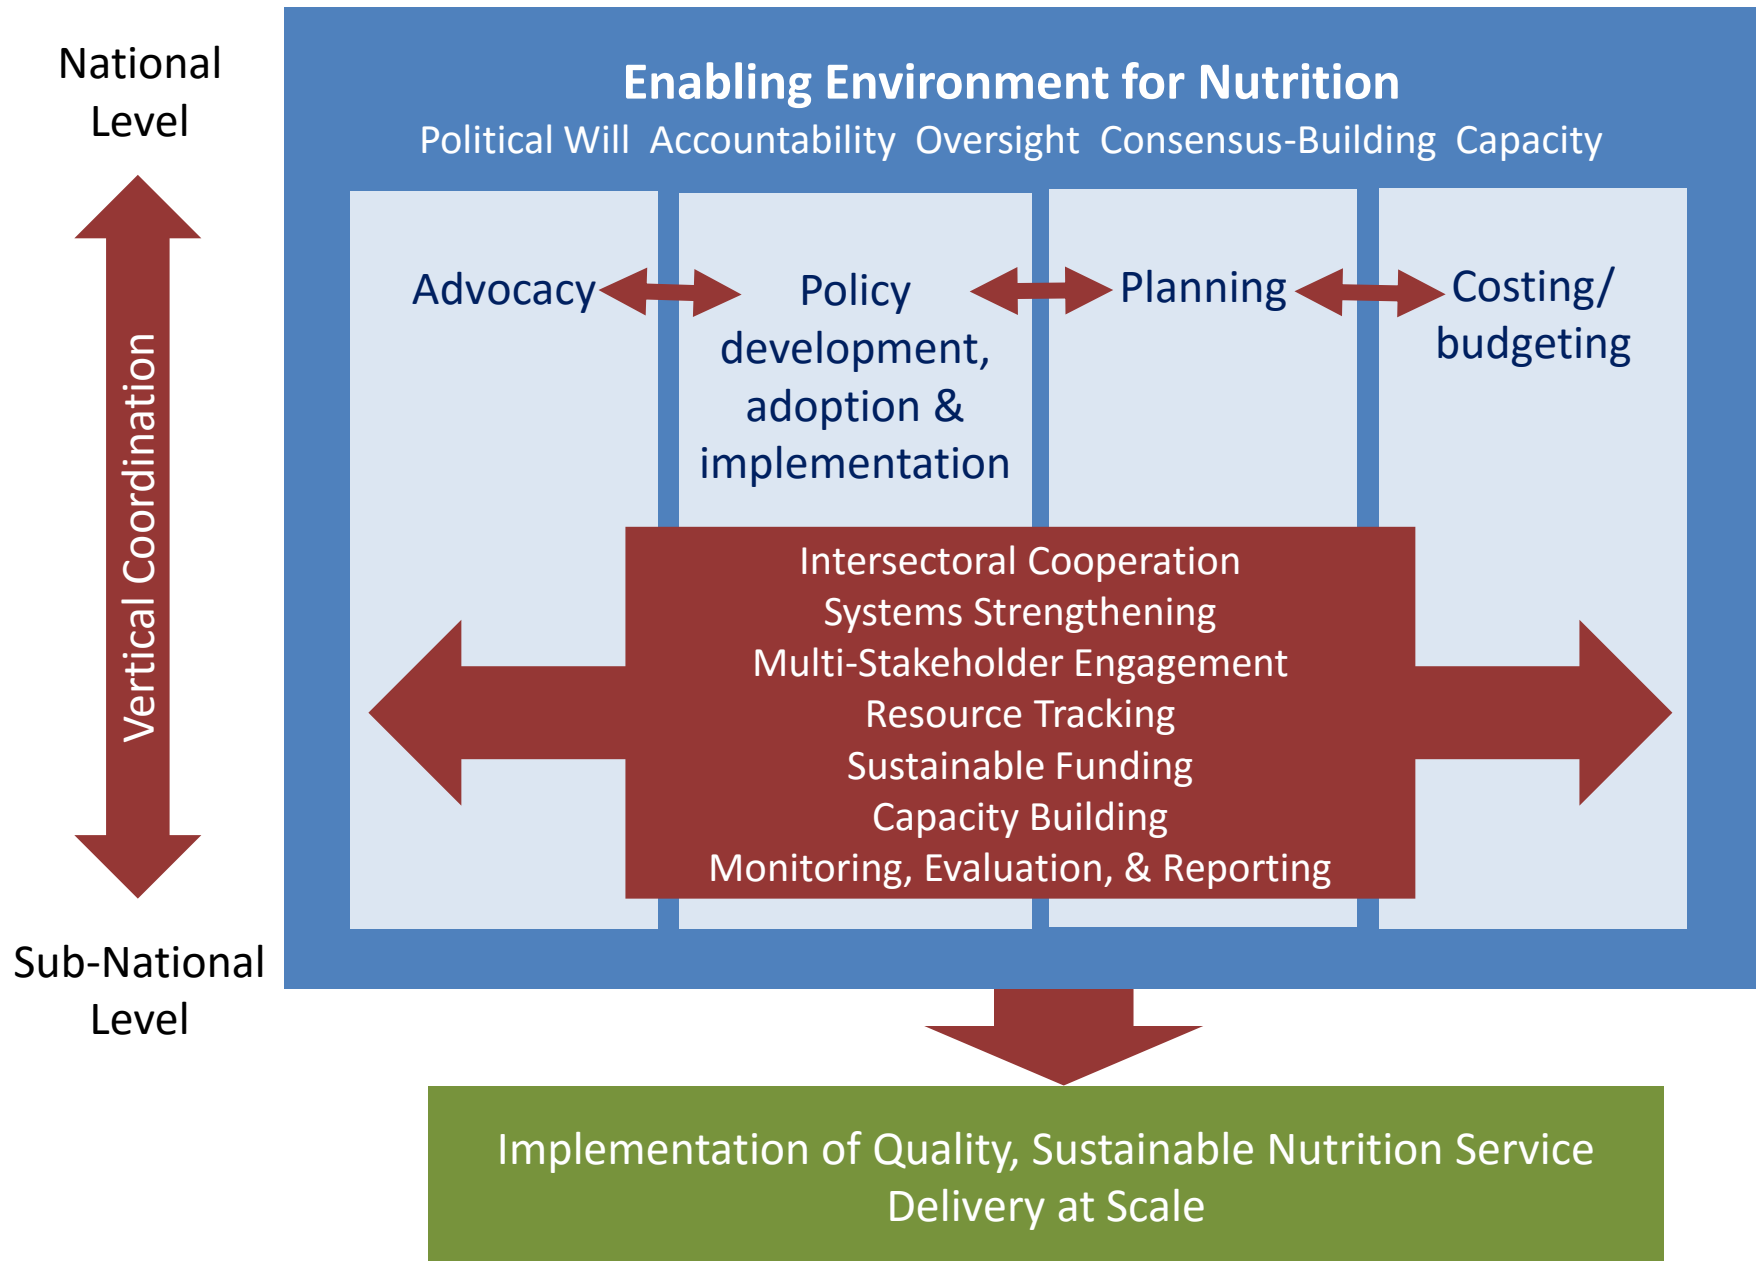 National
Level
Enabling Environment for Nutrition
Political Will  Accountability  Oversight  Consensus-Building  Capacity
Advocacy
Policy
development,
adoption &
implementation
Planning
Costing/
budgeting
Vertical Coordination
Intersectoral Cooperation
Systems Strengthening
Multi-Stakeholder Engagement
Resource Tracking
Sustainable Funding
Capacity Building
Monitoring, Evaluation, & Reporting
Sub-National
Level
Implementation of Quality, Sustainable Nutrition Service
Delivery at Scale